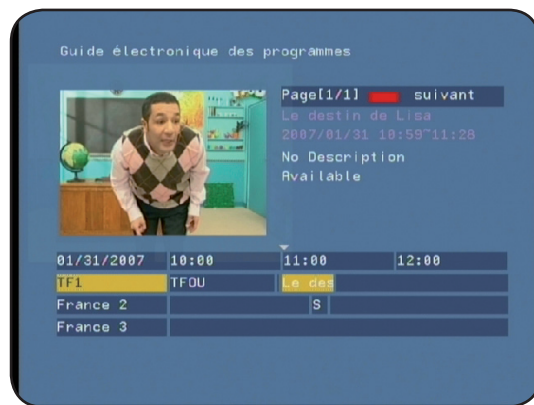 Guide électronique des programmes
Page[1/1] suivant
Le destin de Lisa
2007/01/31 10:59~11:28
No Description
Available
01/31/2007 10:00 11:00 12:00
TF1 TFOU Le des
France 2 S
France 3